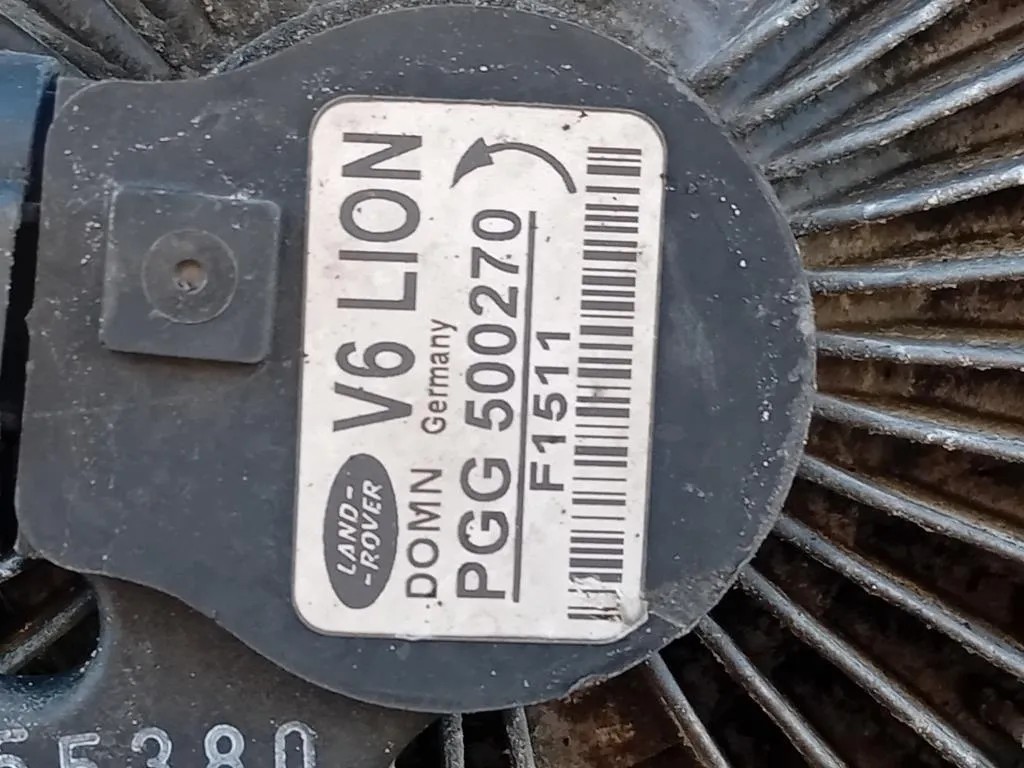 LAND-
-ROVER
V6 LION
DOMN Germany
PGG 500270
F1511